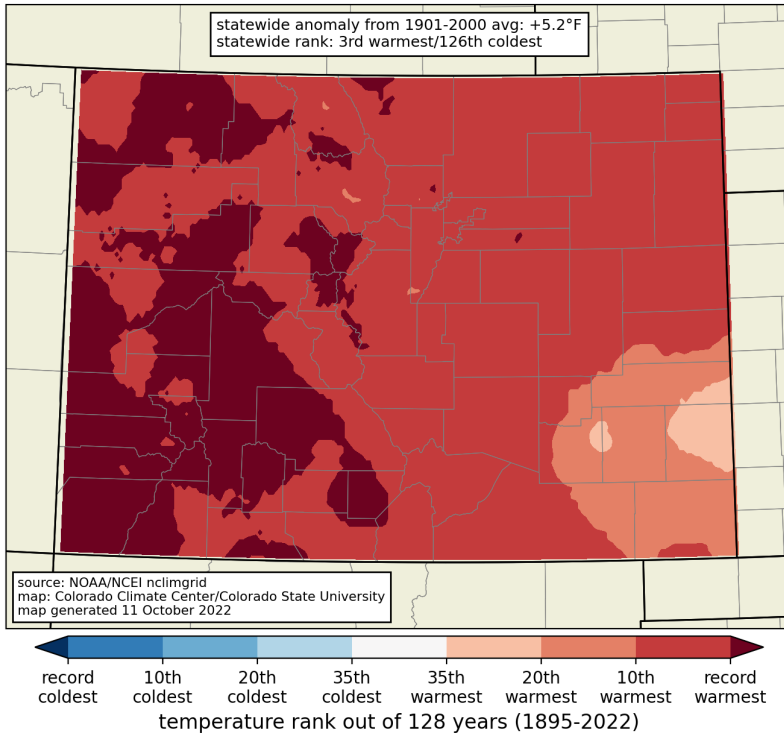 statewide anomaly from 1901-2000 avg: +5.2°F
statewide rank: 3rd warmest/126th coldest
source: NOAA/NCEI nclimgrid
map: Colorado Climate Center/Colorado State University
map generated 11 October 2022
record 10th 20th 35th 35th 20th 10th record
coldest coldest coldest coldest warmest warmest warmest warmest
temperature rank out of 128 years (1895-2022)